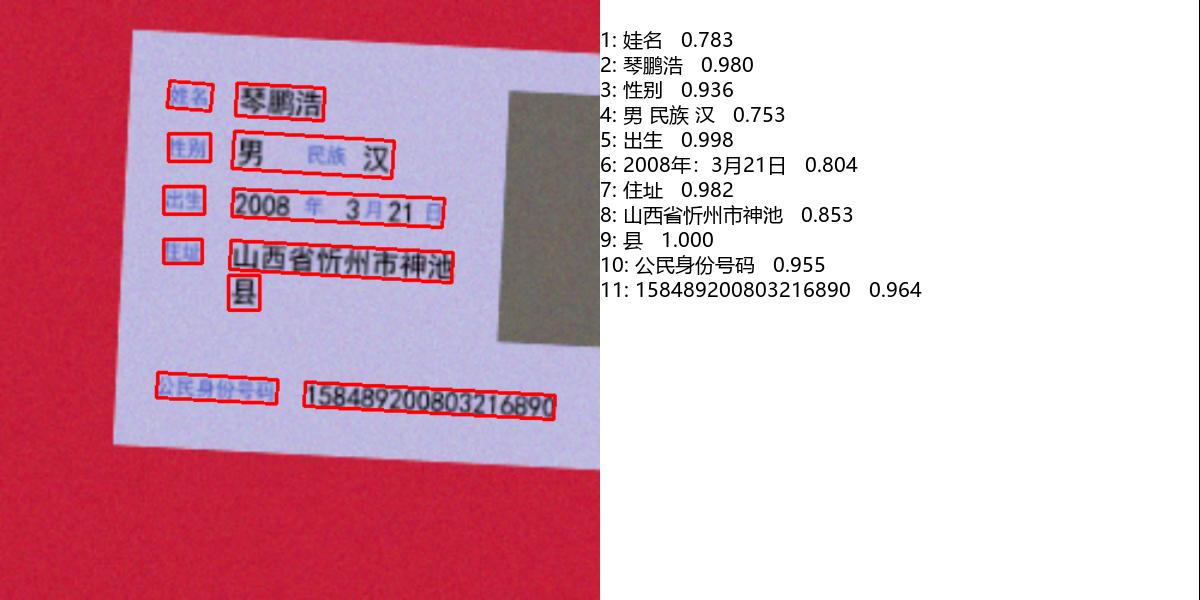 姓名 琴鹏浩
性别 男 民族 汉
出生 2008 年 3 月 21 日
住址 山西省忻州市神池
县
公民身份号码 158489200803216890
1: 娃名 0.783
2: 琴鹏浩 0.980
3: 性别 0.936
4: 男 民族 汉 0.753
5: 出生 0.998
6: 2008年：3月21日 0.804
7: 住址 0.982
8: 山西省忻州市神池 0.853
9: 县 1.000
10: 公民身份号码 0.955
11: 158489200803216890 0.964